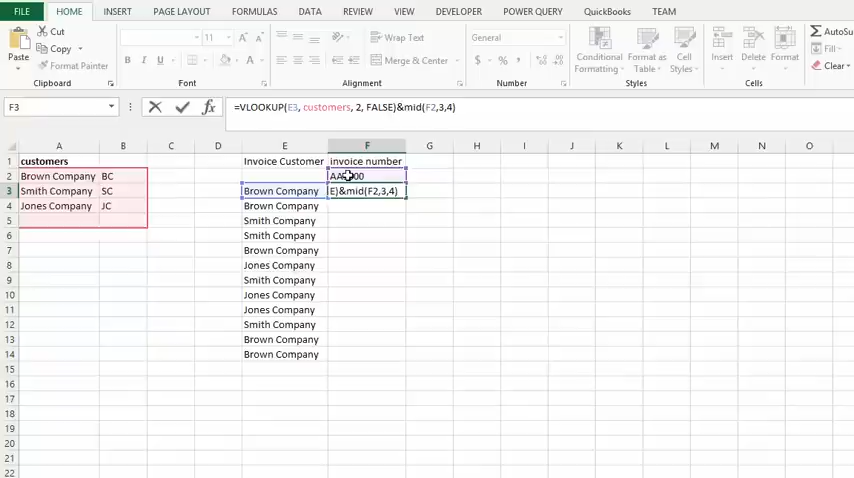 FILE HOME INSERT PAGE LAYOUT FORMULAS DATA REVIEW VIEW DEVELOPER POWER QUERY QuickBooks TEAM
Paste
Cut
Copy
Format Painter
Clipboard
11
Font
Wrap Text
Merge & Center
Alignment
General
$ %
Number
Conditional Formatting
Format as Table
Cell Styles
Styles
Insert Delete Format
Cells
Σ AutoSu
Fill
Clear
F3 =VLOOKUP(E3, customers, 2, FALSE)&mid(F2,3,4)
A B C D E F G H I J K L M N O
1 customers Invoice Customer invoice number
2 Brown Company BC 00
3 Smith Company SC Brown Company E)&mid(F2,3,4)
4 Jones Company JC Brown Company
5 Smith Company
6 Smith Company
7 Brown Company
8 Jones Company
9 Smith Company
10 Jones Company
11 Jones Company
12 Smith Company
13 Brown Company
14 Brown Company
15
16
17
18
19
20
21
22